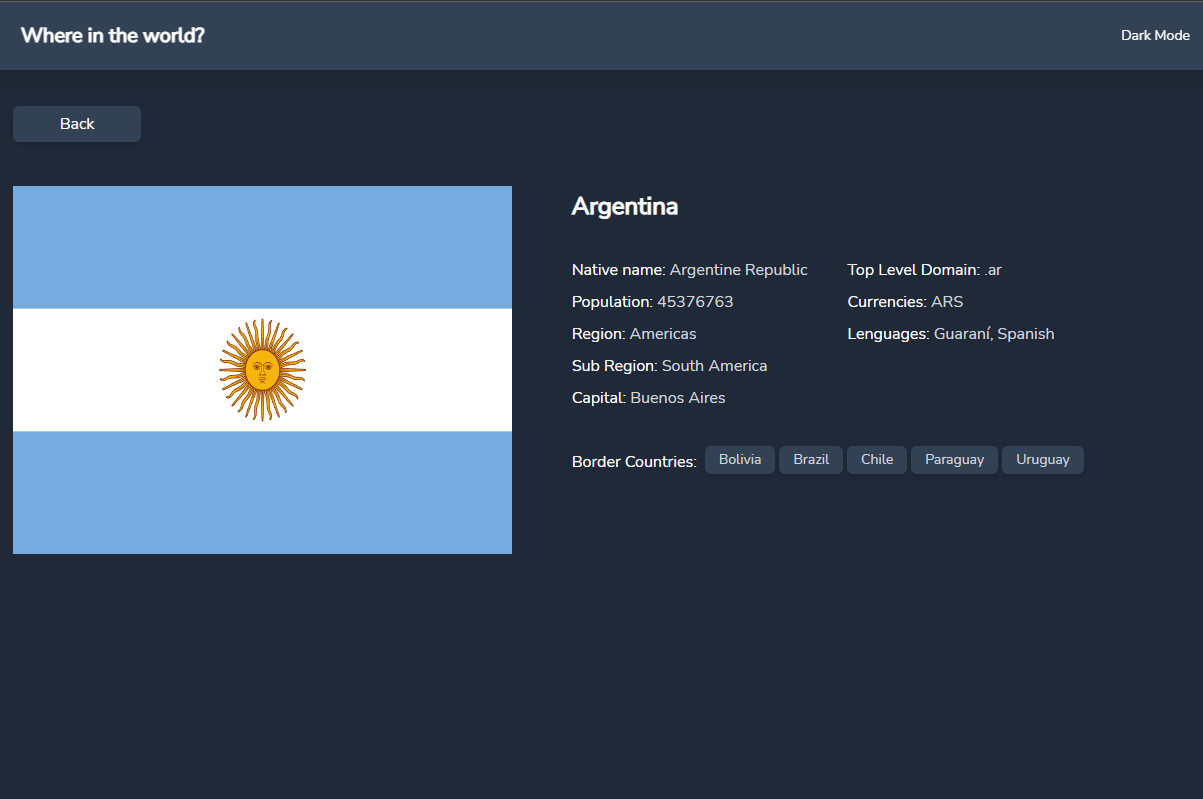 Where in the world?
Dark Mode
Back
Argentina
Native name: Argentine Republic
Population: 45376763
Region: Americas
Sub Region: South America
Capital: Buenos Aires
Top Level Domain: .ar
Currencies: ARS
Lenguages: Guaraní, Spanish
Border Countries: Bolivia Brazil Chile Paraguay Uruguay